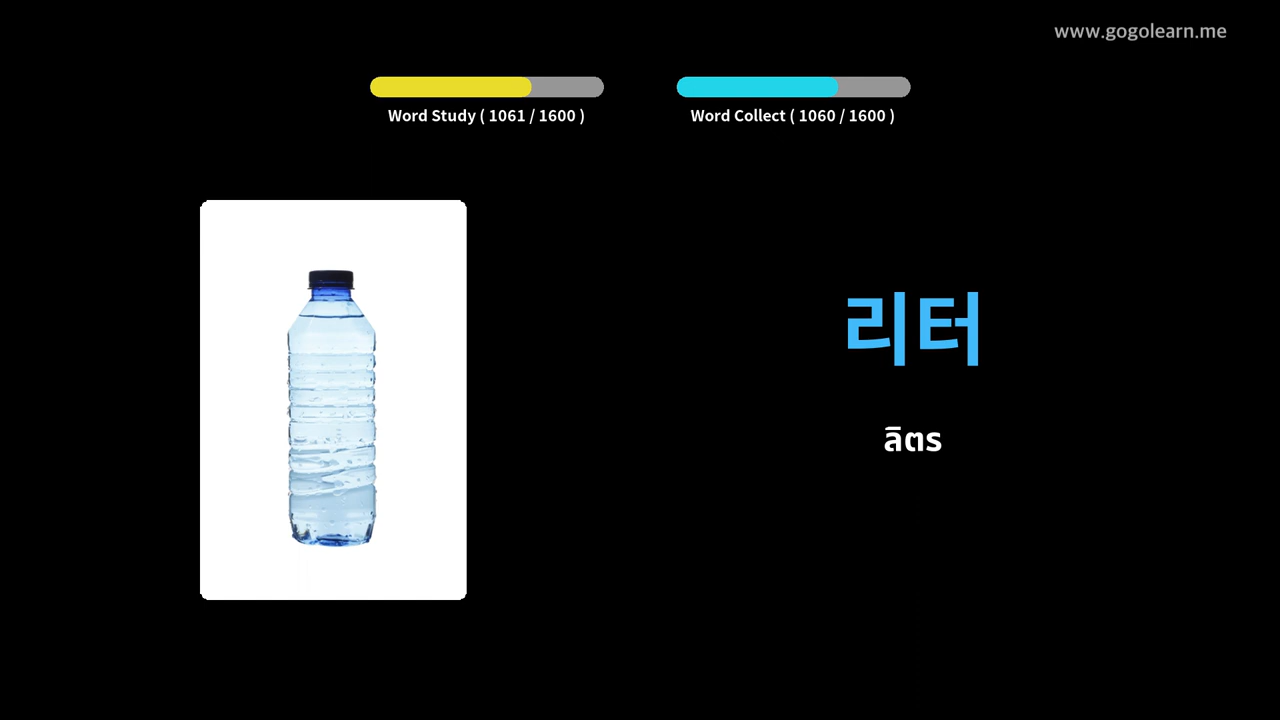 www.gogolearn.me
Word Study ( 1061 / 1600 )
Word Collect ( 1060 / 1600 )
리터
ลิตร